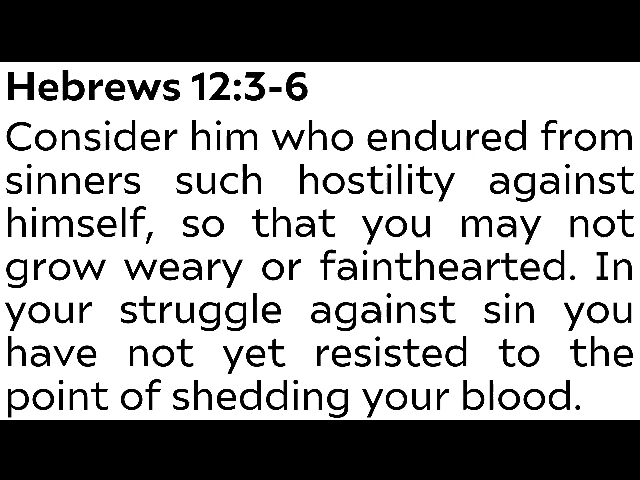 Hebrews 12:3-6
Consider him who endured from
sinners such hostility against
himself, so that you may not
grow weary or fainthearted. In
your struggle against sin you
have not yet resisted to the
point of shedding your blood.